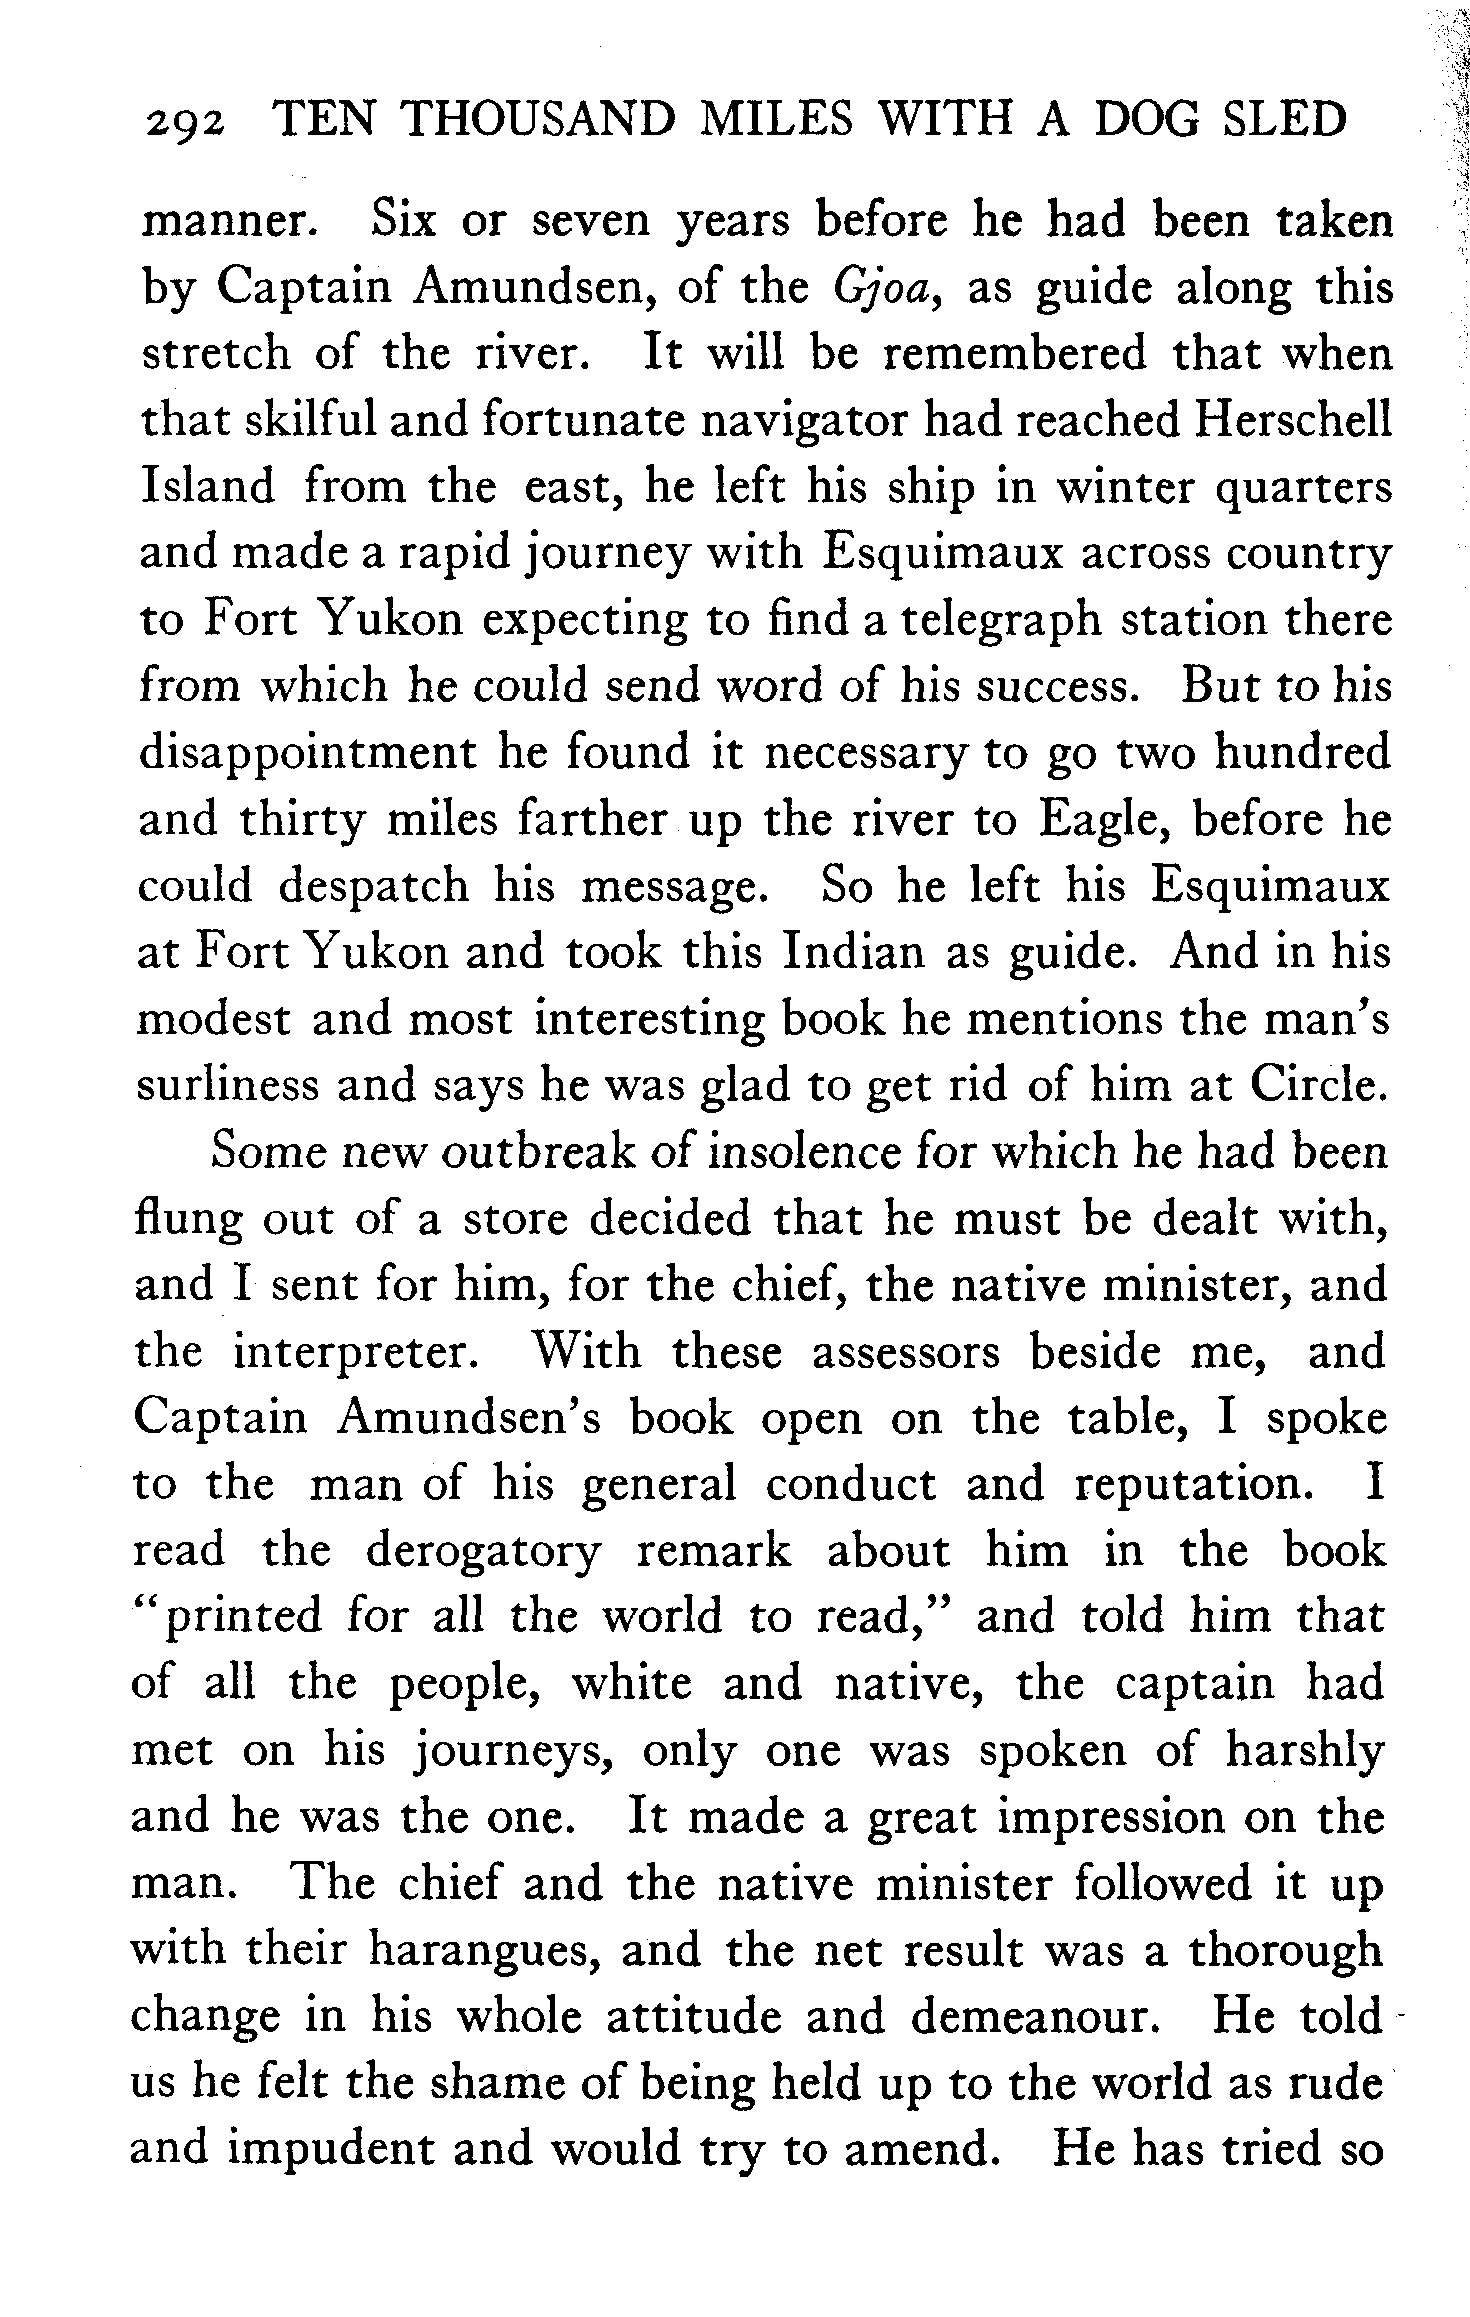 292 TEN THOUSAND MILES WITH A DOG SLED
manner. Six or seven years before he had been taken
by Captain Amundsen, of the Gjoa, as guide along this
stretch of the river. It will be remembered that when
that skilful and fortunate navigator had reached Herschell
Island from the east, he left his ship in winter quarters
and made a rapid journey with Esquimaux across country
to Fort Yukon expecting to find a telegraph station there
from which he could send word of his success. But to his
disappointment he found it necessary to go two hundred
and thirty miles farther up the river to Eagle, before he
could despatch his message. So he left his Esquimaux
at Fort Yukon and took this Indian as guide. And in his
modest and most interesting book he mentions the man's
surliness and says he was glad to get rid of him at Circle.
Some new outbreak of insolence for which he had been
flung out of a store decided that he must be dealt with,
and I sent for him, for the chief, the native minister, and
the interpreter. With these assessors beside me, and
Captain Amundsen's book open on the table, I spoke
to the man of his general conduct and reputation. I
read the derogatory remark about him in the book
“printed for all the world to read,” and told him that
of all the people, white and native, the captain had
met on his journeys, only one was spoken of harshly
and he was the one. It made a great impression on the
man. The chief and the native minister followed it up
with their harangues, and the net result was a thorough
change in his whole attitude and demeanour. He told
us he felt the shame of being held up to the world as rude
and impudent and would try to amend. He has tried so